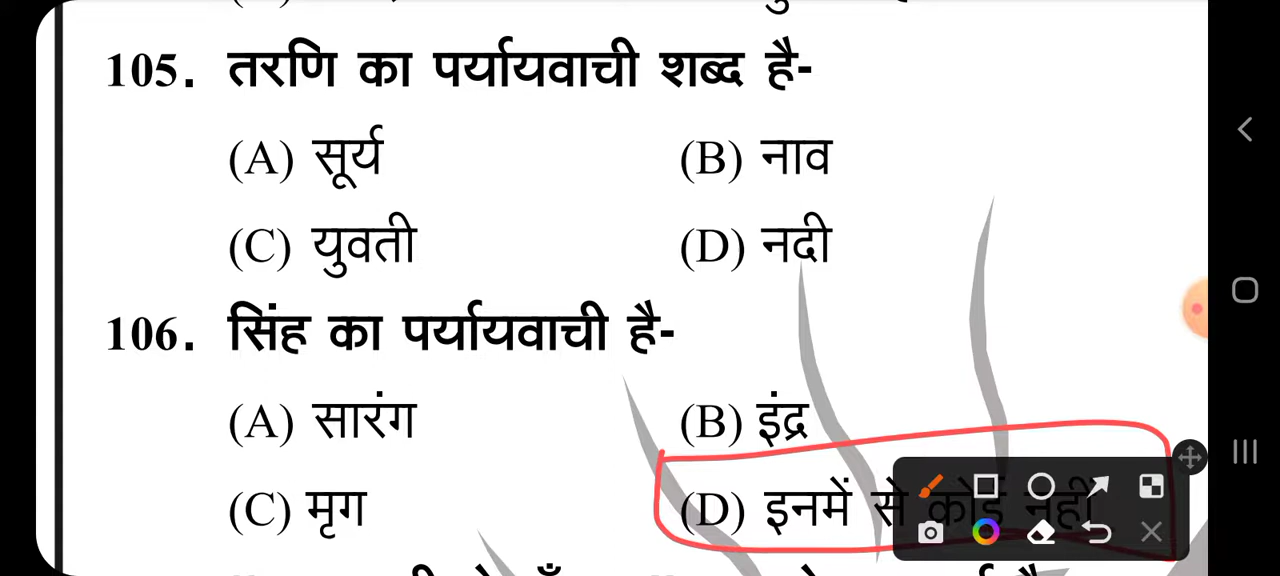 105. तरणि का पर्यायवाची शब्द है-
(A) सूर्य (B) नाव
(C) युवती (D) नदी
106. सिंह का पर्यायवाची है-
(A) सारंग (B) इंद्र
(C) मृग (D) इनमें से कोई नहीं